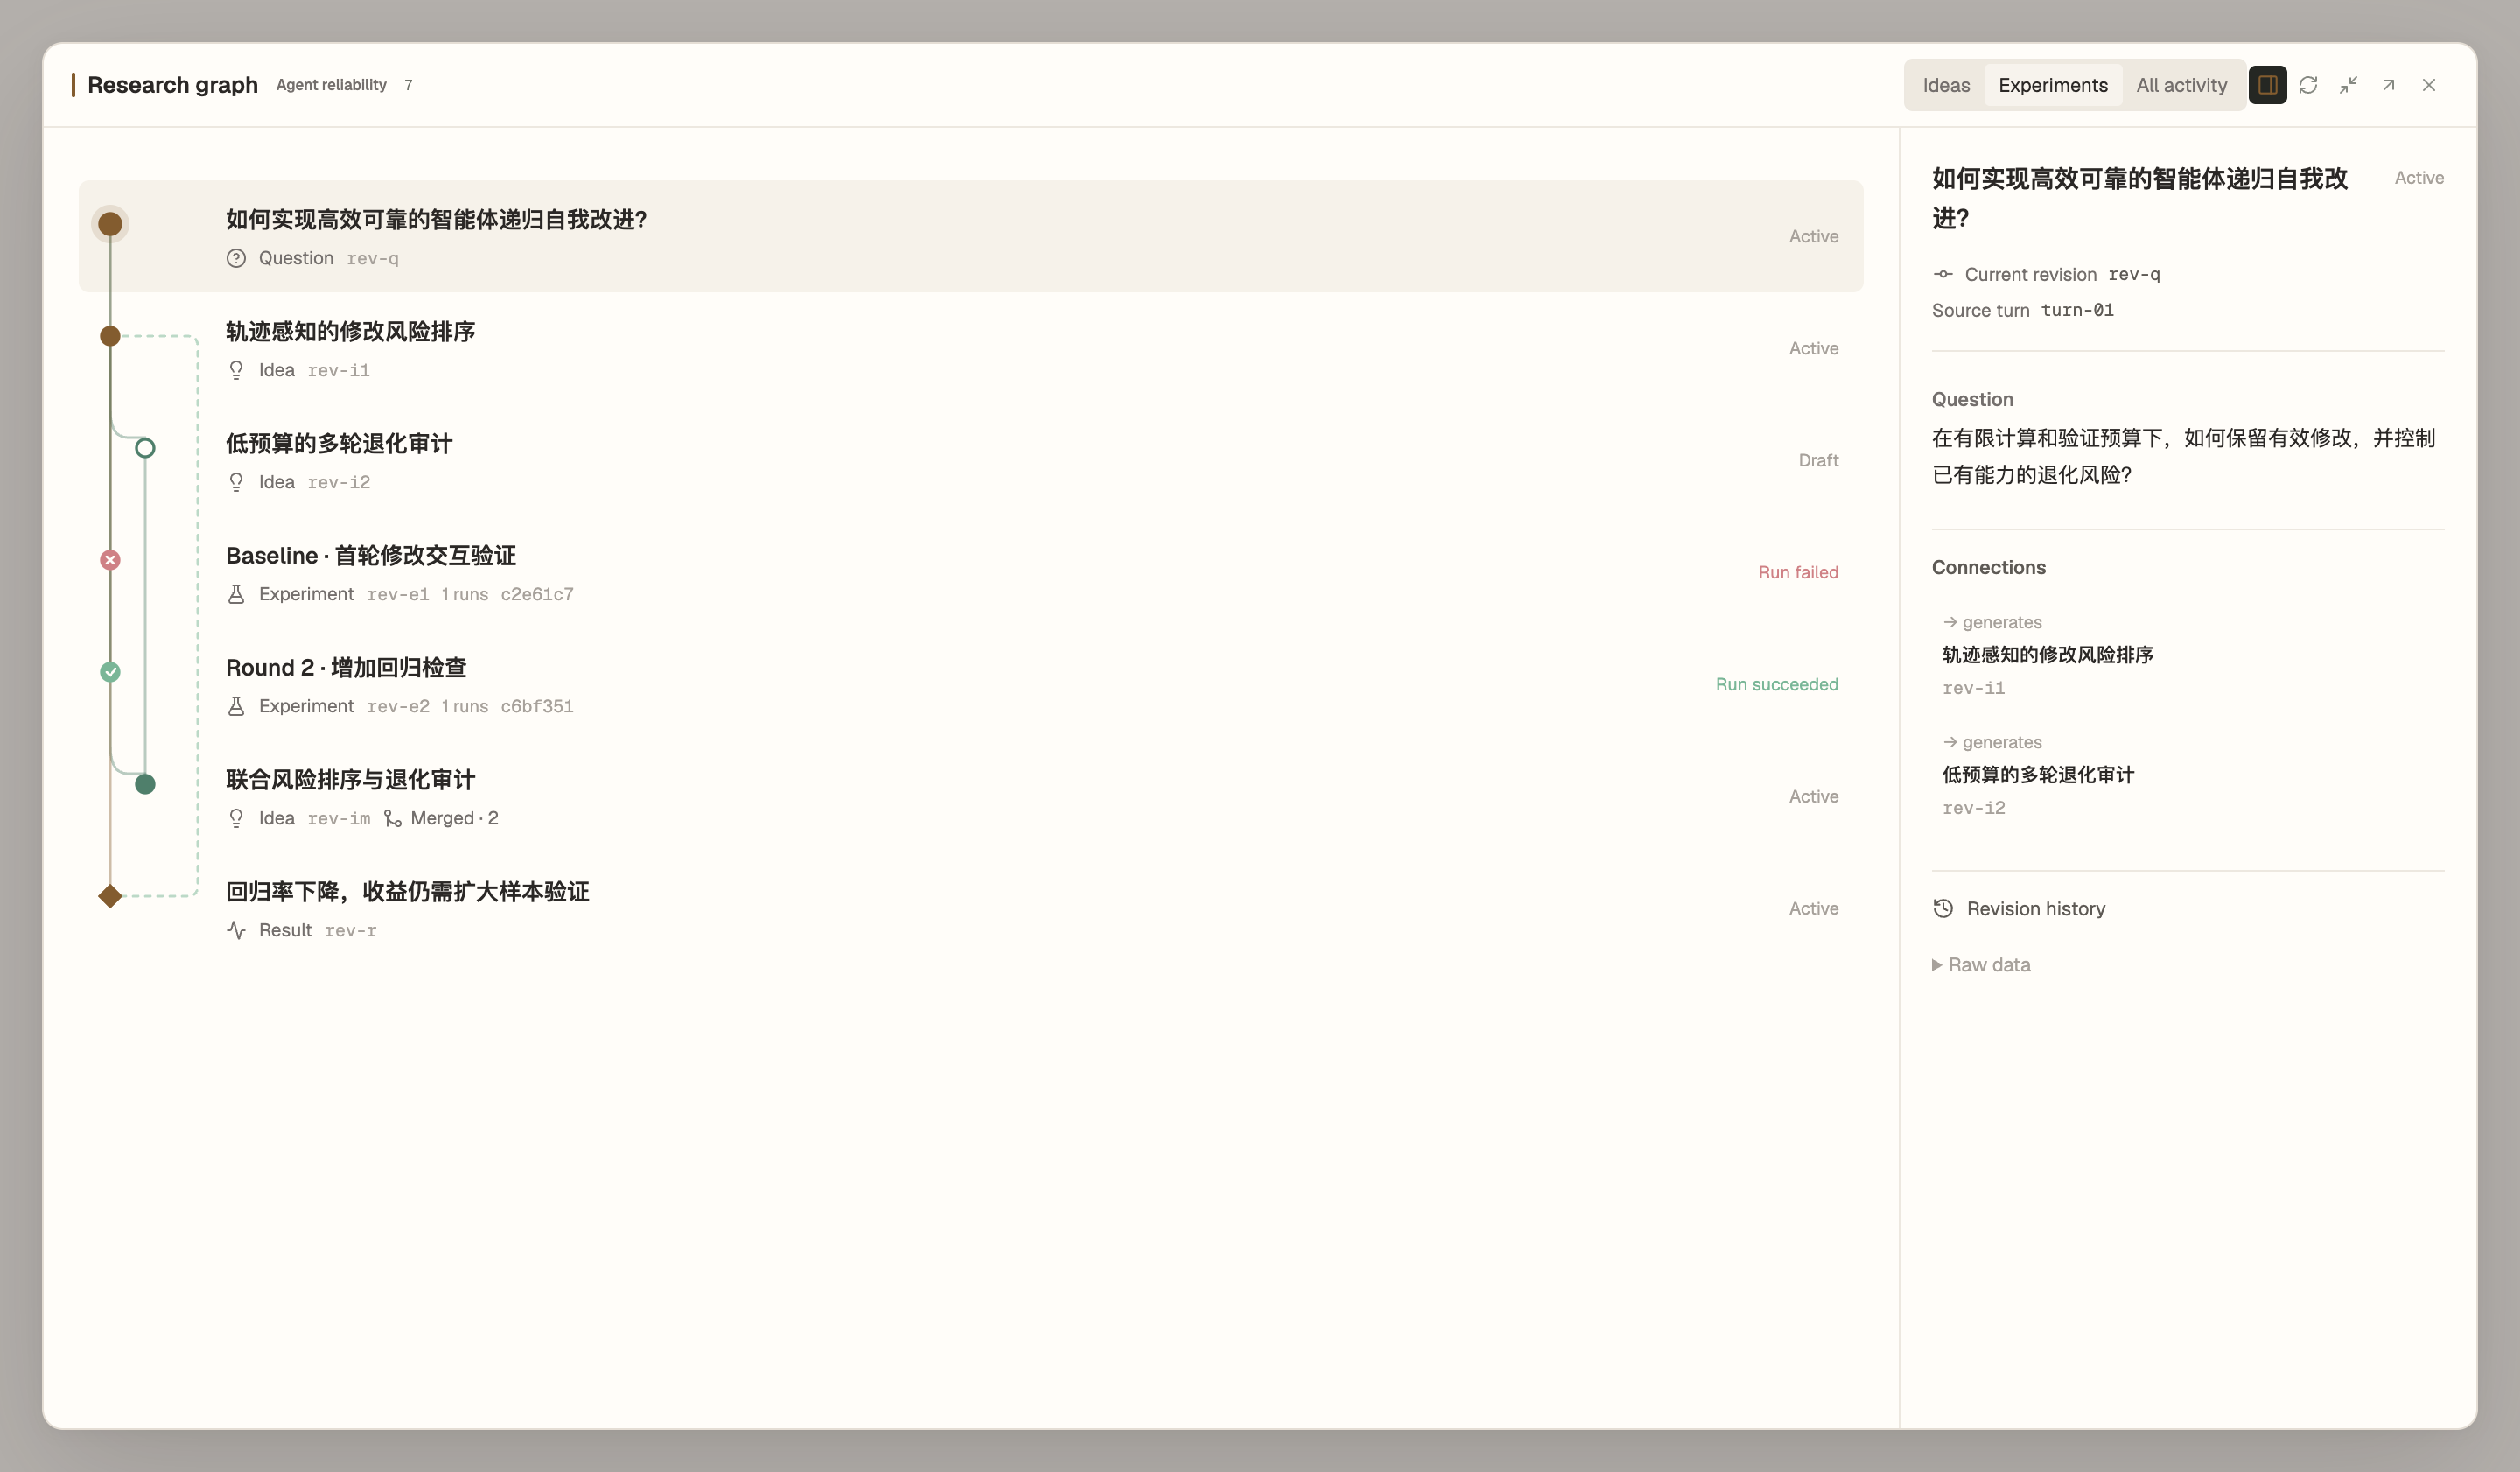 Research graph Agent reliability 7
Ideas Experiments All activity
如何实现高效可靠的智能体递归自我改进?
Question rev-q
Active
轨迹感知的修改风险排序
Idea rev-i1
Active
低预算的多轮退化审计
Idea rev-i2
Draft
Baseline · 首轮修改交互验证
Experiment rev-e1 1 runs c2e61c7
Run failed
Round 2 · 增加回归检查
Experiment rev-e2 1 runs c6bf351
Run succeeded
联合风险排序与退化审计
Idea rev-im Merged · 2
Active
回归率下降，收益仍需扩大样本验证
Result rev-r
Active
如何实现高效可靠的智能体递归自我改
进?
Active
Current revision rev-q
Source turn turn-01
Question
在有限计算和验证预算下，如何保留有效修改，并控制
已有能力的退化风险?
Connections
→ generates
轨迹感知的修改风险排序
rev-i1
→ generates
低预算的多轮退化审计
rev-i2
Revision history
Raw data